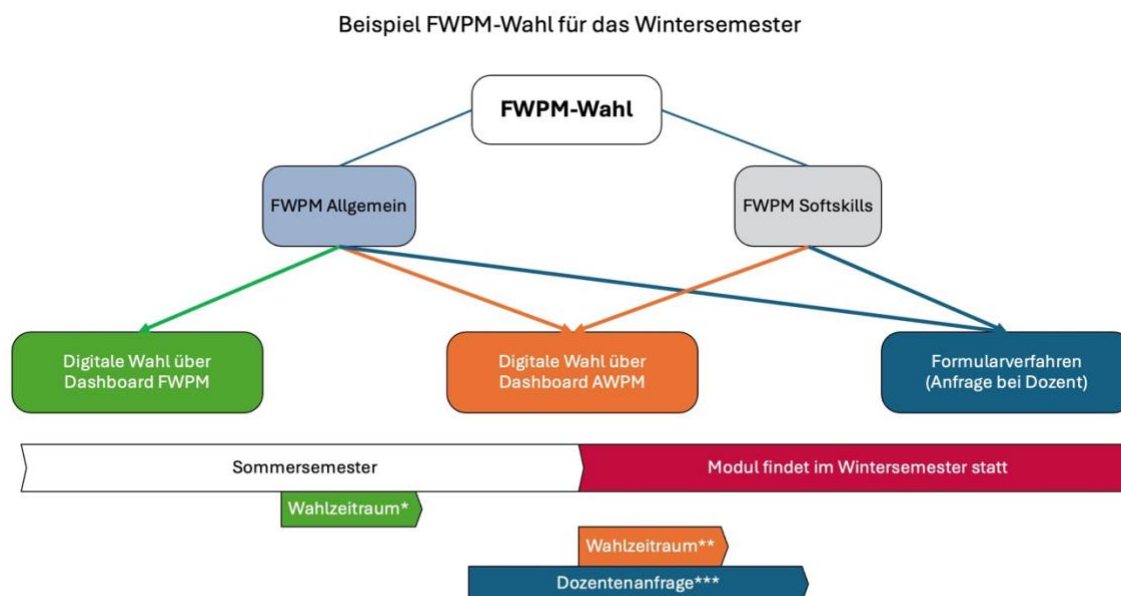 Beispiel FWPM-Wahl für das Wintersemester
FWPM-Wahl
FWPM Allgemein
FWPM Softskills
Digitale Wahl über
Dashboard FWPM
Digitale Wahl über
Dashboard AWPM
Formularverfahren
(Anfrage bei Dozent)
Sommersemester
Modul findet im Wintersemester statt
Wahlzeitraum*
Wahlzeitraum**
Dozentenanfrage***